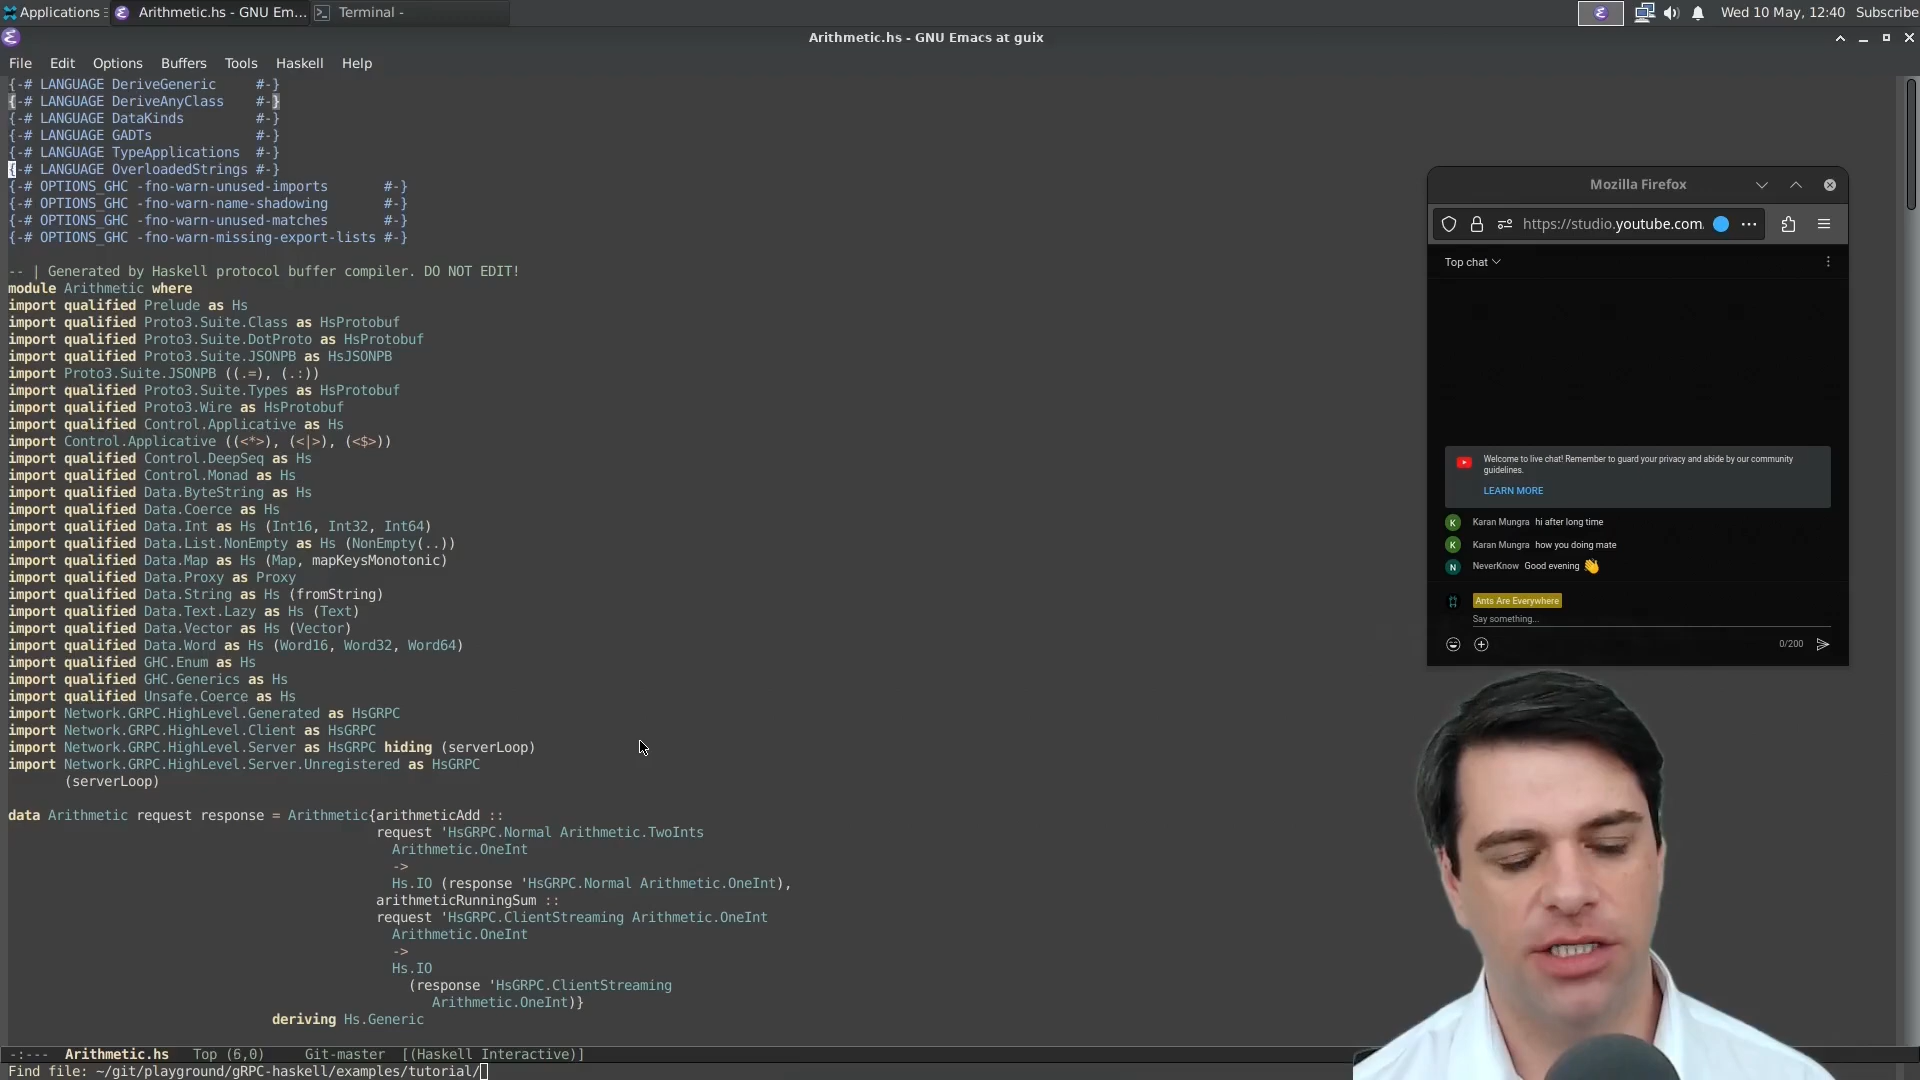 Applications
Arithmetic.hs - GNU Em...
Terminal -
Wed 10 May, 12:40
Subscribe
Arithmetic.hs - GNU Emacs at guix
File Edit Options Buffers Tools Haskell Help
{-# LANGUAGE DeriveGeneric     #-}
{-# LANGUAGE DeriveAnyClass    #-}
{-# LANGUAGE DataKinds         #-}
{-# LANGUAGE GADTs             #-}
{-# LANGUAGE TypeApplications  #-}
{-# LANGUAGE OverloadedStrings #-}
{-# OPTIONS_GHC -fno-warn-unused-imports       #-}
{-# OPTIONS_GHC -fno-warn-name-shadowing       #-}
{-# OPTIONS_GHC -fno-warn-unused-matches       #-}
{-# OPTIONS_GHC -fno-warn-missing-export-lists #-}
-- | Generated by Haskell protocol buffer compiler. DO NOT EDIT!
module Arithmetic where
import qualified Prelude as Hs
import qualified Proto3.Suite.Class as HsProtobuf
import qualified Proto3.Suite.DotProto as HsProtobuf
import qualified Proto3.Suite.JSONPB as HsJSONPB
import Proto3.Suite.JSONPB ((.=), (.:))
import qualified Proto3.Suite.Types as HsProtobuf
import qualified Proto3.Wire as HsProtobuf
import qualified Control.Applicative as Hs
import Control.Applicative ((<*>), (<|>), (<$>))
import qualified Control.DeepSeq as Hs
import qualified Control.Monad as Hs
import qualified Data.ByteString as Hs
import qualified Data.Coerce as Hs
import qualified Data.Int as Hs (Int16, Int32, Int64)
import qualified Data.List.NonEmpty as Hs (NonEmpty(..))
import qualified Data.Map as Hs (Map, mapKeysMonotonic)
import qualified Data.Proxy as Proxy
import qualified Data.String as Hs (fromString)
import qualified Data.Text.Lazy as Hs (Text)
import qualified Data.Vector as Hs (Vector)
import qualified Data.Word as Hs (Word16, Word32, Word64)
import qualified GHC.Enum as Hs
import qualified GHC.Generics as Hs
import qualified Unsafe.Coerce as Hs
import Network.GRPC.HighLevel.Generated as HsGRPC
import Network.GRPC.HighLevel.Client as HsGRPC
import Network.GRPC.HighLevel.Server as HsGRPC hiding (serverLoop)
import Network.GRPC.HighLevel.Server.Unregistered as HsGRPC
       (serverLoop)
data Arithmetic request response = Arithmetic{arithmeticAdd ::
request 'HsGRPC.Normal Arithmetic.TwoInts
Arithmetic.OneInt
->
Hs.IO (response 'HsGRPC.Normal Arithmetic.OneInt),
arithmeticRunningSum ::
request 'HsGRPC.ClientStreaming Arithmetic.OneInt
Arithmetic.OneInt
->
Hs.IO
(response 'HsGRPC.ClientStreaming
Arithmetic.OneInt)}
deriving Hs.Generic
-:---  Arithmetic.hs   Top (6,0)     Git-master  [(Haskell Interactive)]
Find file: ~/git/playground/gRPC-haskell/examples/tutorial/
Mozilla Firefox
https://studio.youtube.com.
Top chat
Welcome to live chat! Remember to guard your privacy and abide by our community
guidelines.
LEARN MORE
K Karan Mungra hi after long time
K Karan Mungra how you doing mate
N NeverKnow Good evening 👋
Ants Are Everywhere
Say something...
0/200